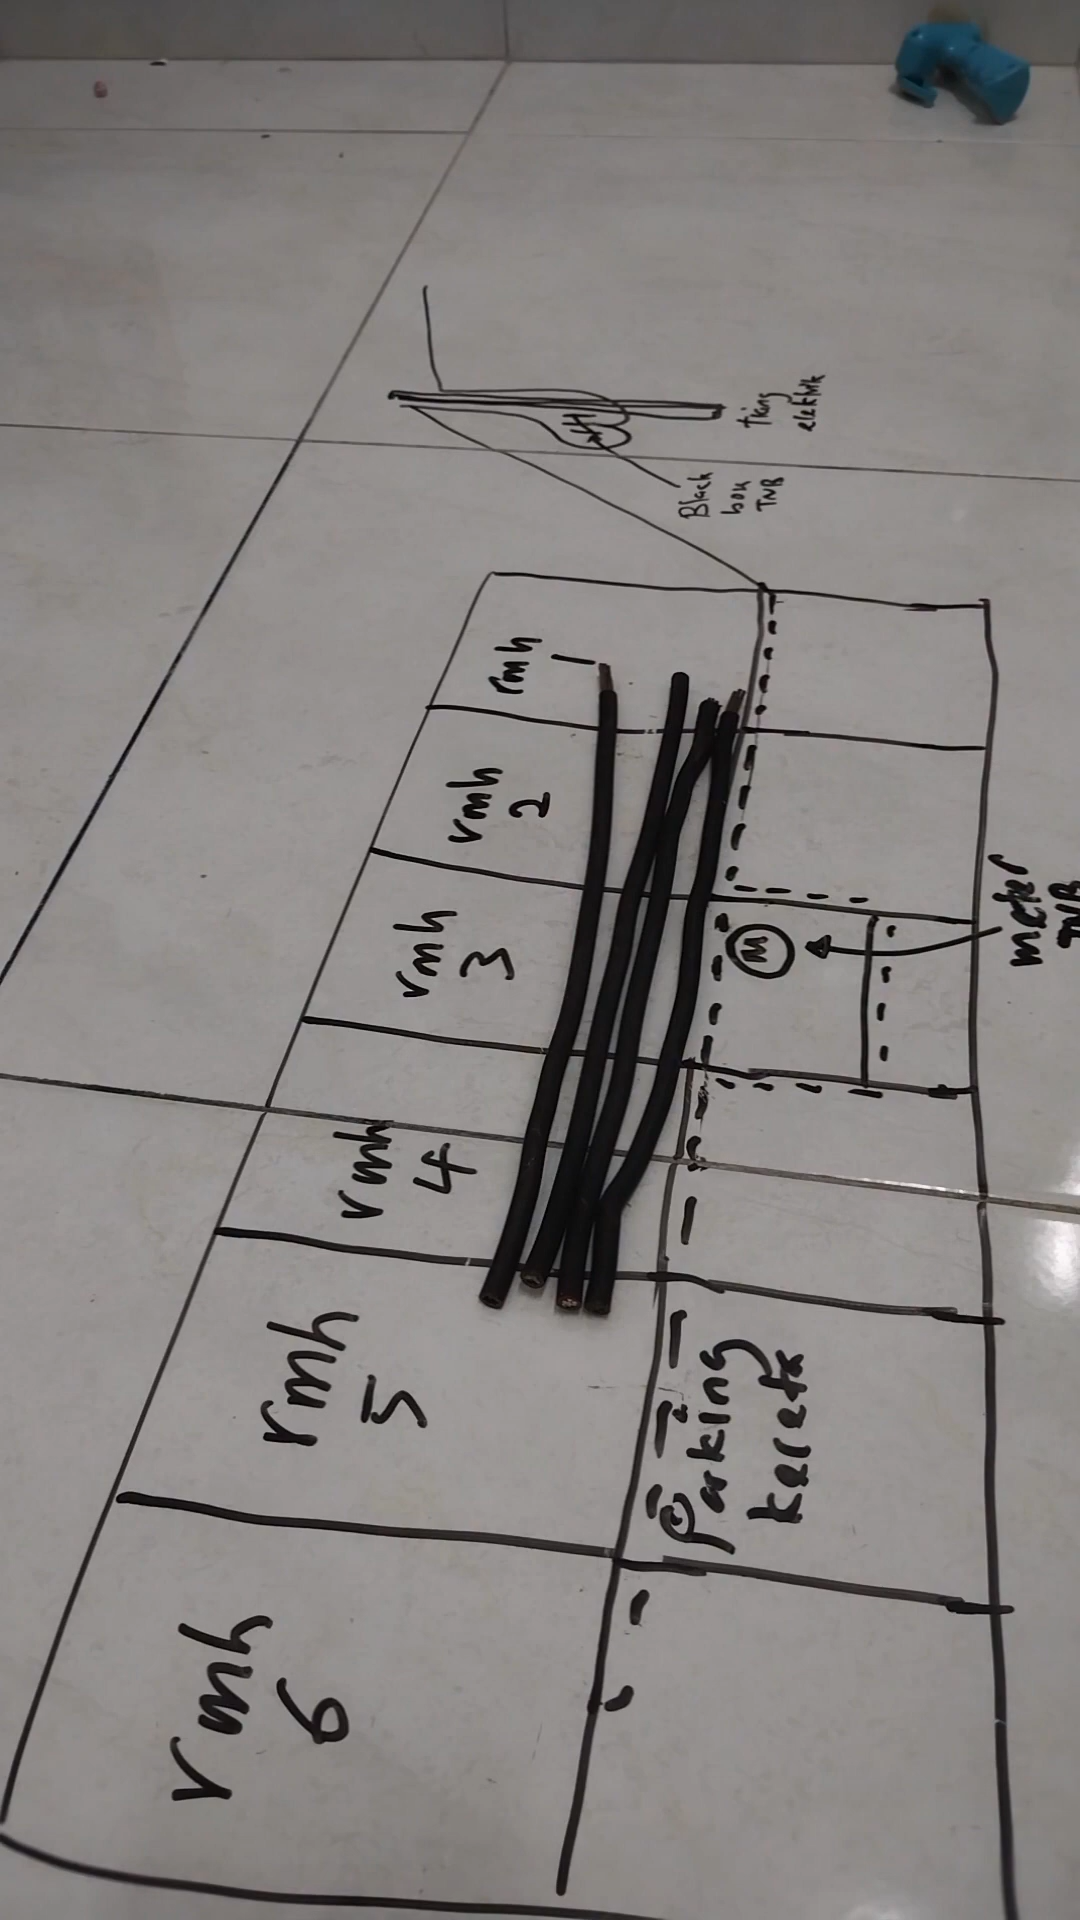 tiang
elektrik
Black
box
TNB
rmh
1
rmh
2
rmh
3
rmh
4
rmh
5
rmh
6
M
meter
TNB
Parking
kereta